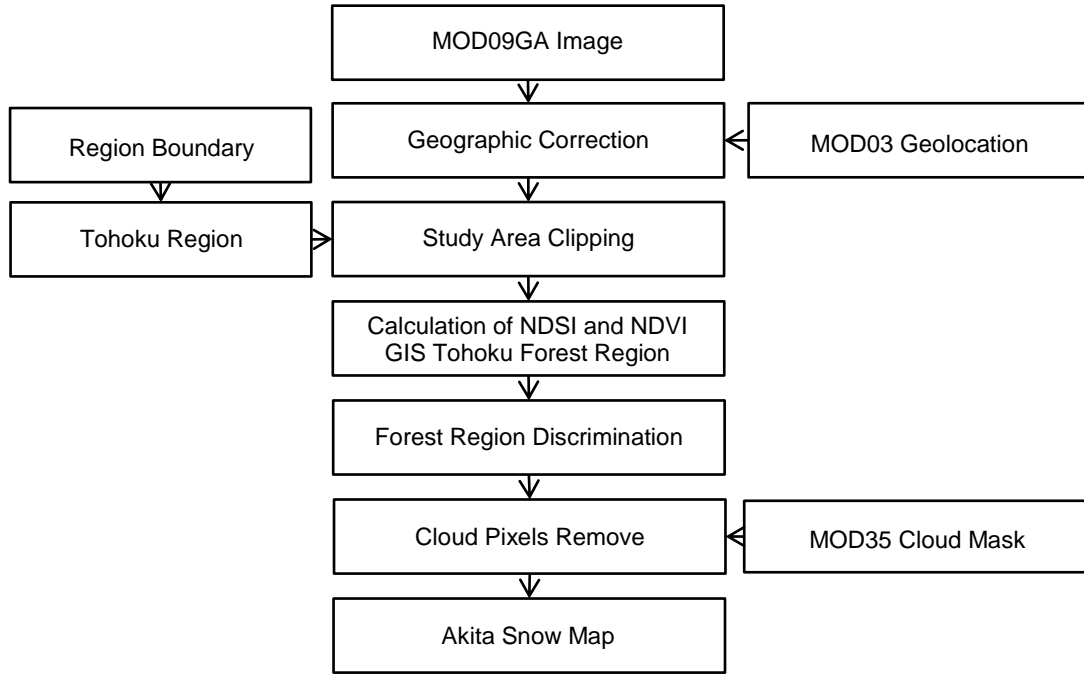 MOD09GA Image
Region Boundary
Geographic Correction
MOD03 Geolocation
Tohoku Region
Study Area Clipping
Calculation of NDSI and NDVI
GIS Tohoku Forest Region
Forest Region Discrimination
Cloud Pixels Remove
MOD35 Cloud Mask
Akita Snow Map